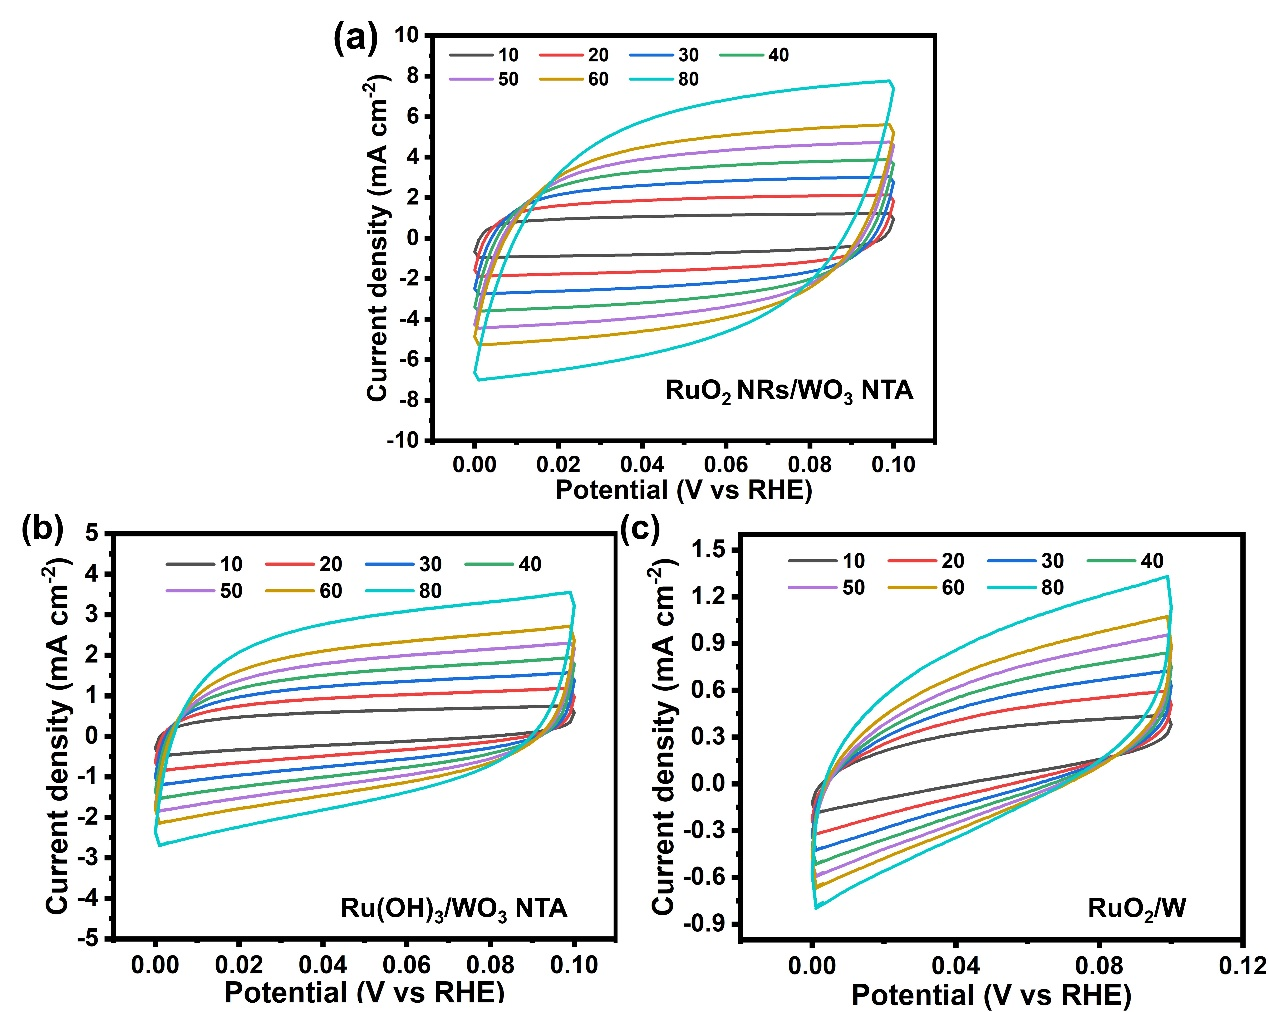 (a)
10 20 30 40
50 60 80
10
8
6
4
2
0
-2
-4
-6
-8
-10
Current density (mA cm⁻²)
RuO₂ NRs/WO₃ NTA
0.00 0.02 0.04 0.06 0.08 0.10
Potential (V vs RHE)
(b)
10 20 30 40
50 60 80
5
4
3
2
1
0
-1
-2
-3
-4
-5
Current density (mA cm⁻²)
Ru(OH)₃/WO₃ NTA
0.00 0.02 0.04 0.06 0.08 0.10
Potential (V vs RHE)
(c)
10 20 30 40
50 60 80
1.5
1.2
0.9
0.6
0.3
0.0
-0.3
-0.6
-0.9
Current density (mA cm⁻²)
RuO₂/W
0.00 0.04 0.08 0.12
Potential (V vs RHE)